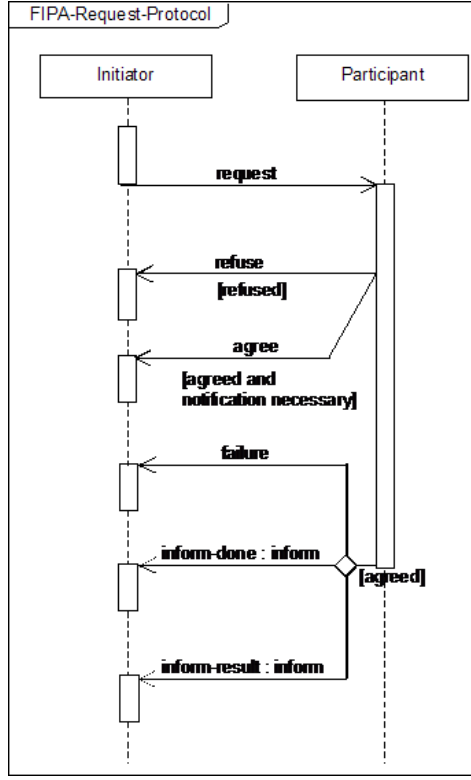 FIPA-Request-Protocol
Initiator
Participant
request
refuse
[refused]
agree
[agreed and
notification necessary]
failure
inform-done : inform
[agreed]
inform-result : inform